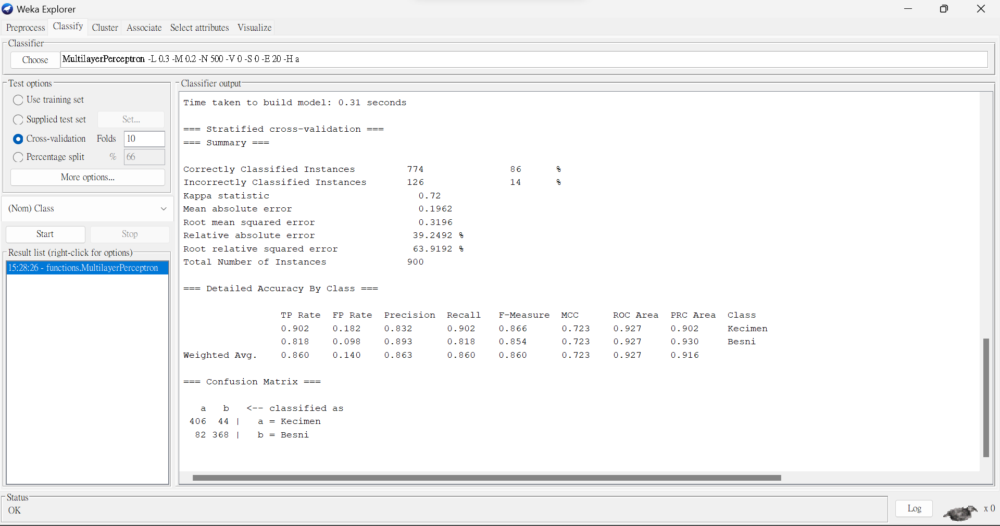 Weka Explorer
Preprocess Classify Cluster Associate Select attributes Visualize
Classifier
Choose MultilayerPerceptron -L 0.3 -M 0.2 -N 500 -V 0 -S 0 -E 20 -H a
Test options
Use training set
Supplied test set Set...
Cross-validation Folds 10
Percentage split % 66
More options...
(Nom) Class
Start Stop
Result list (right-click for options)
15:28:26 - functions.MultilayerPerceptron
Classifier output
Time taken to build model: 0.31 seconds
=== Stratified cross-validation ===
=== Summary ===
Correctly Classified Instances 774 86 %
Incorrectly Classified Instances 126 14 %
Kappa statistic 0.72
Mean absolute error 0.1962
Root mean squared error 0.3196
Relative absolute error 39.2492 %
Root relative squared error 63.9192 %
Total Number of Instances 900
=== Detailed Accuracy By Class ===
TP Rate FP Rate Precision Recall F-Measure MCC ROC Area PRC Area Class
0.902 0.182 0.832 0.902 0.866 0.723 0.927 0.902 Kecimen
0.818 0.098 0.893 0.818 0.854 0.723 0.927 0.930 Besni
Weighted Avg. 0.860 0.140 0.863 0.860 0.860 0.723 0.927 0.916
=== Confusion Matrix ===
a b <-- classified as
406 44 | a = Kecimen
82 368 | b = Besni
Status
OK
Log x 0